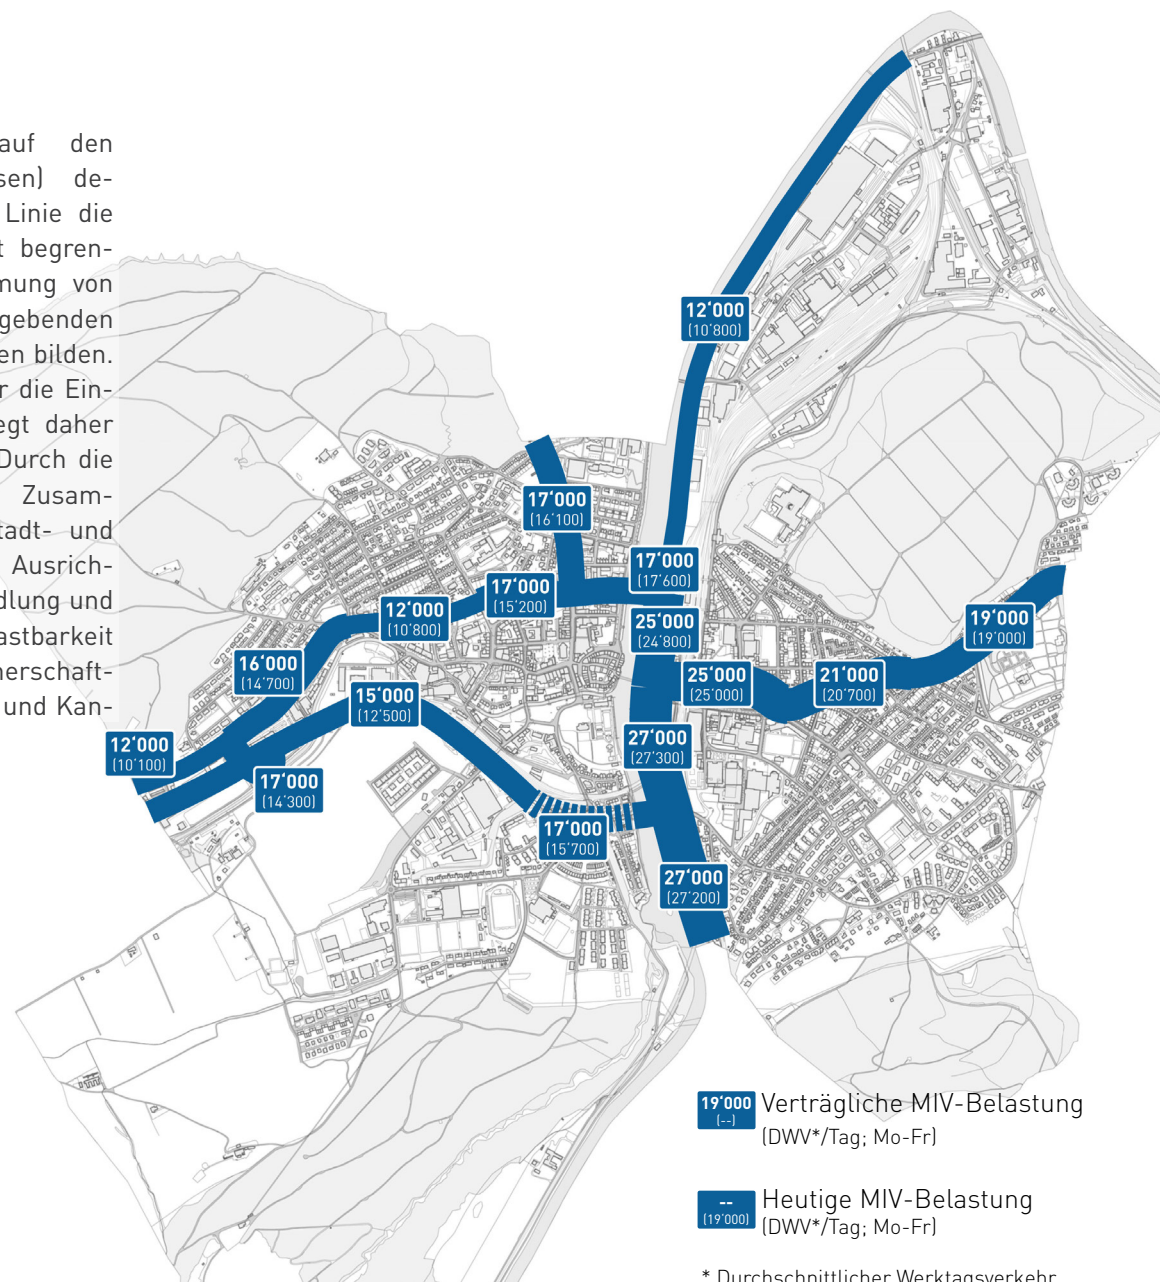 auf den
sen) de-
Linie die
t begren-
mung von
gebenden
en bilden.
r die Ein-
egt daher
Durch die
Zusam-
tadt- und
Ausrich-
dlung und
astbarkeit
nerschaft-
und Kan-
12‘000
(10‘800)
17‘000
(16‘100)
17‘000
(17‘600)
17‘000
(15‘200)
12‘000
(10‘800)
25‘000
(24‘800)
19‘000
(19‘000)
16‘000
(14‘700)
25‘000
(25‘000)
21‘000
(20‘700)
15‘000
(12‘500)
12‘000
(10‘100)
27‘000
(27‘300)
17‘000
(14‘300)
17‘000
(15‘700)
27‘000
(27‘200)
19‘000
(--)
Verträgliche MIV-Belastung
(DWV*/Tag; Mo-Fr)
--
(19‘000)
Heutige MIV-Belastung
(DWV*/Tag; Mo-Fr)
* Durchschnittlicher Werktagsverkehr